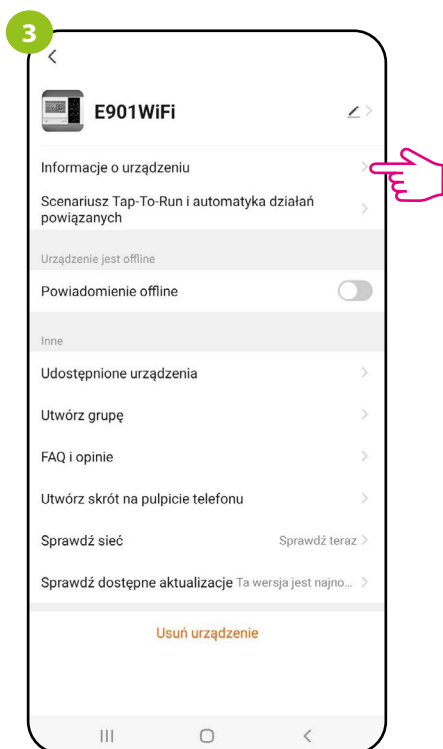 3
E901WiFi
Informacje o urządzeniu
Scenariusz Tap-To-Run i automatyka działań
powiązanych
Urządzenie jest offline
Powiadomienie offline
Inne
Udostępnione urządzenia
Utwórz grupę
FAQ i opinie
Utwórz skrót na pulpicie telefonu
Sprawdź sieć Sprawdź teraz
Sprawdź dostępne aktualizacje Ta wersja jest najno...
Usuń urządzenie